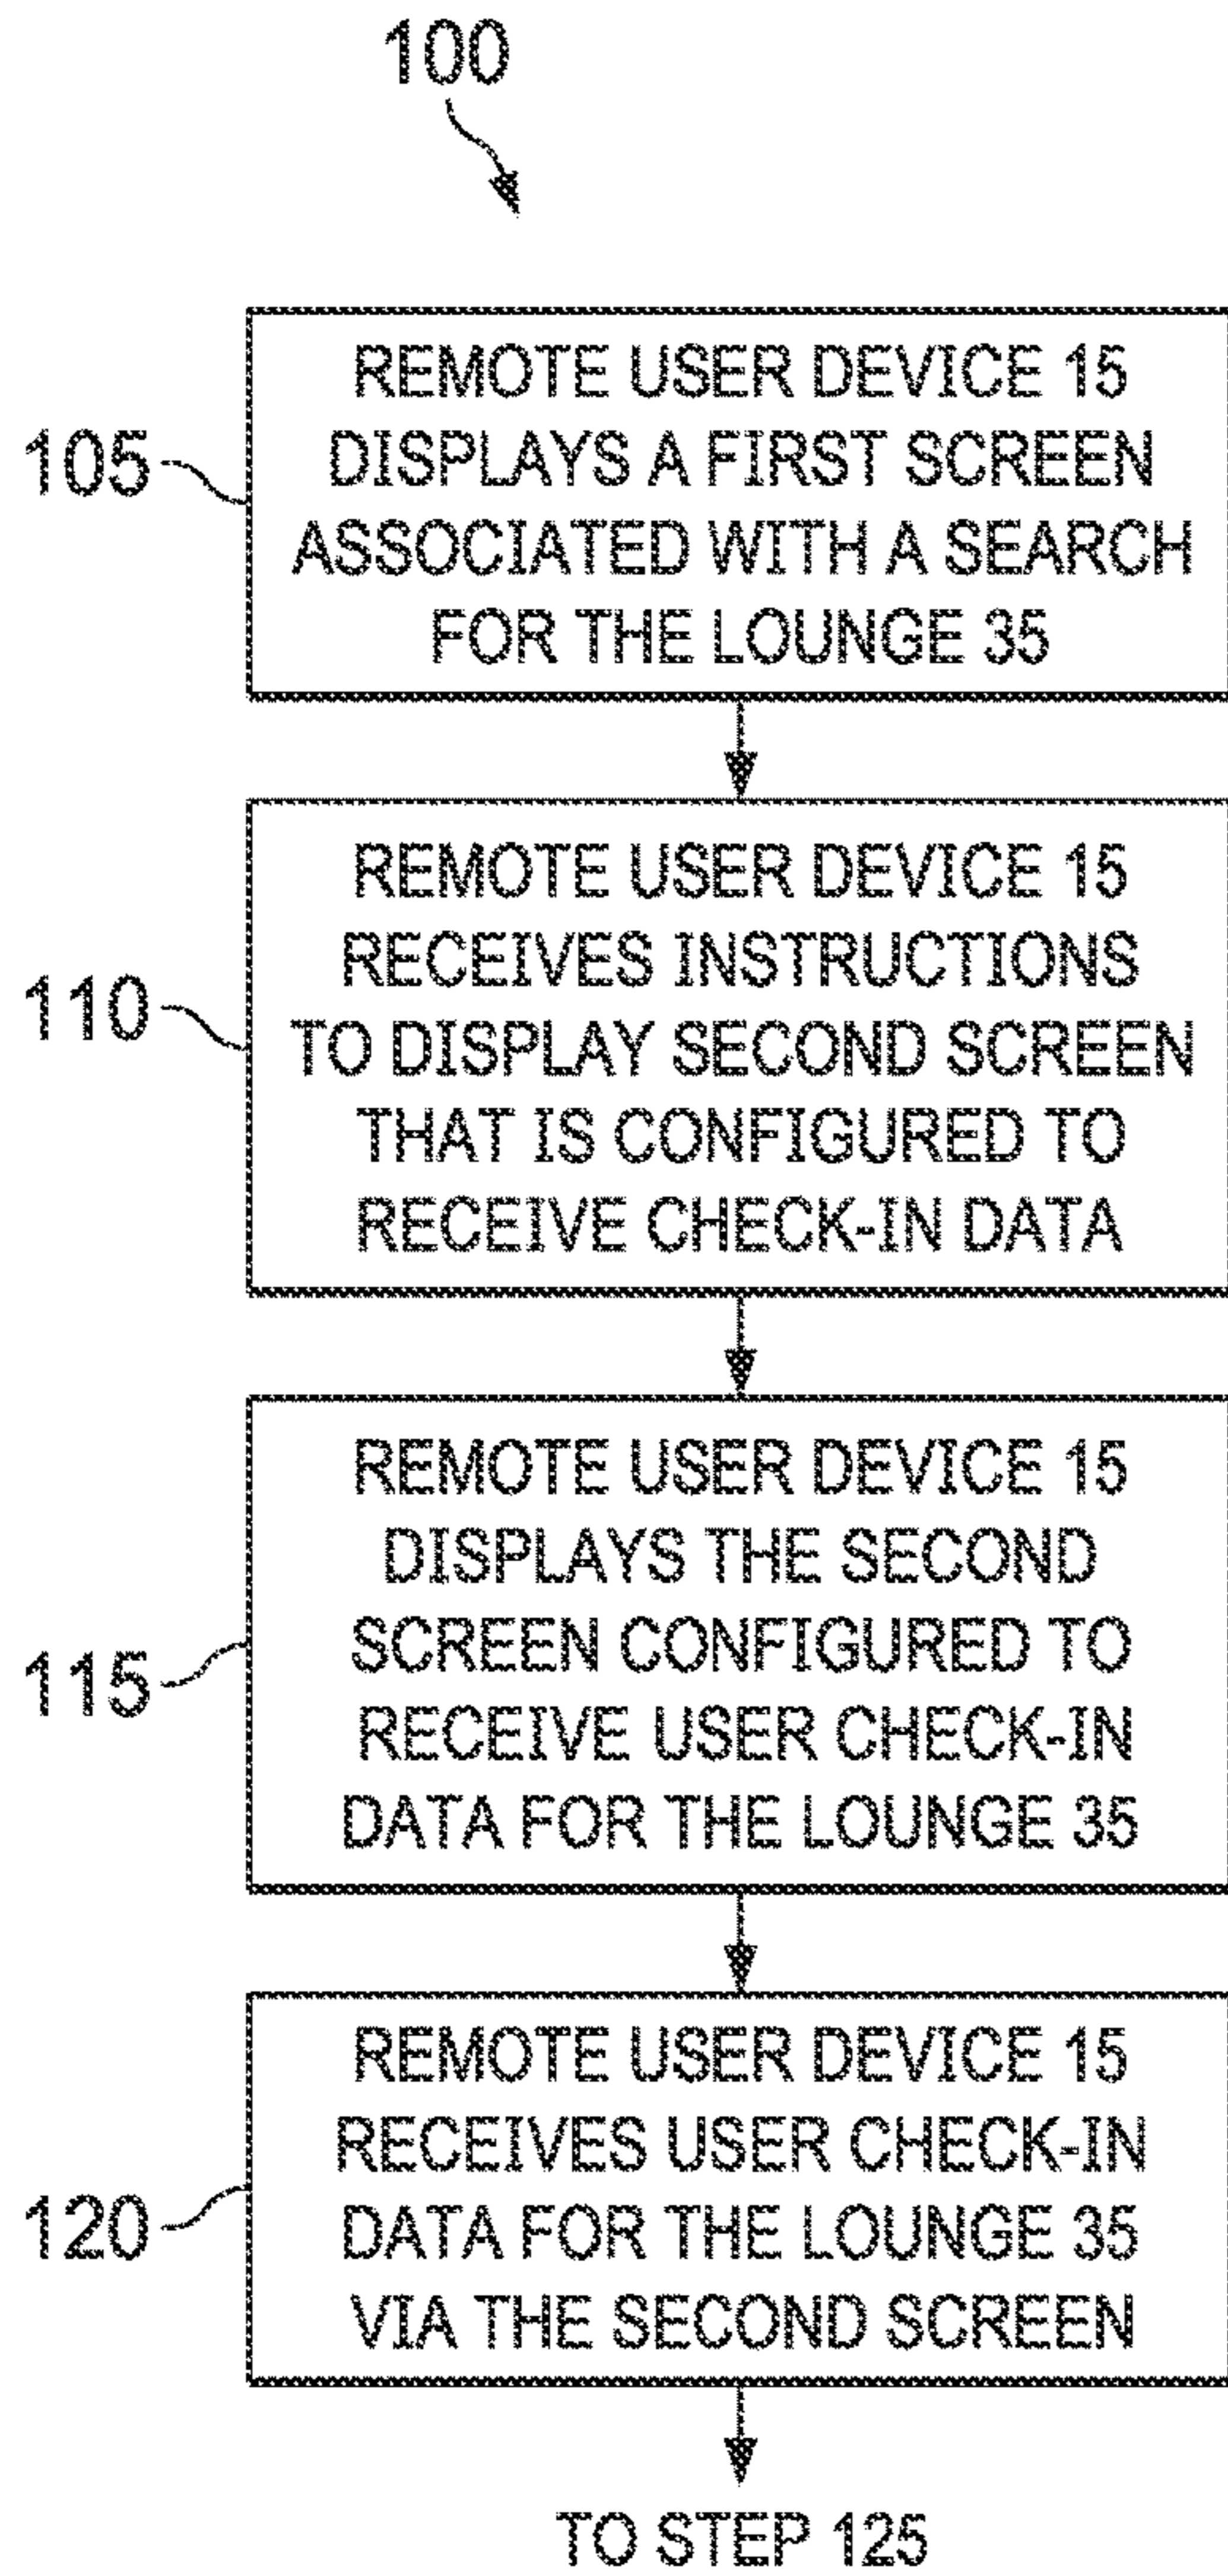 100
105
REMOTE USER DEVICE 15
DISPLAYS A FIRST SCREEN
ASSOCIATED WITH A SEARCH
FOR THE LOUNGE 35
110
REMOTE USER DEVICE 15
RECEIVES INSTRUCTIONS
TO DISPLAY SECOND SCREEN
THAT IS CONFIGURED TO
RECEIVE CHECK-IN DATA
115
REMOTE USER DEVICE 15
DISPLAYS THE SECOND
SCREEN CONFIGURED TO
RECEIVE USER CHECK-IN
DATA FOR THE LOUNGE 35
120
REMOTE USER DEVICE 15
RECEIVES USER CHECK-IN
DATA FOR THE LOUNGE 35
VIA THE SECOND SCREEN
TO STEP 125